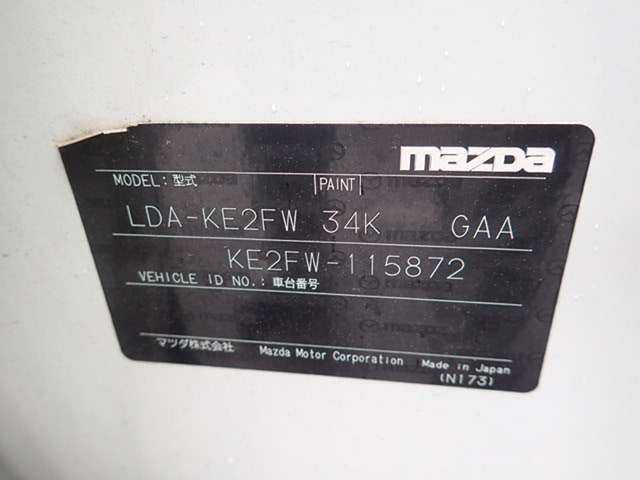 mazda
MODEL: 型式 PAINT
LDA-KE2FW 34K GAA
KE2FW-115872
VEHICLE ID NO.: 車台番号
マツダ株式会社 Mazda Motor Corporation Made in Japan
(N173)